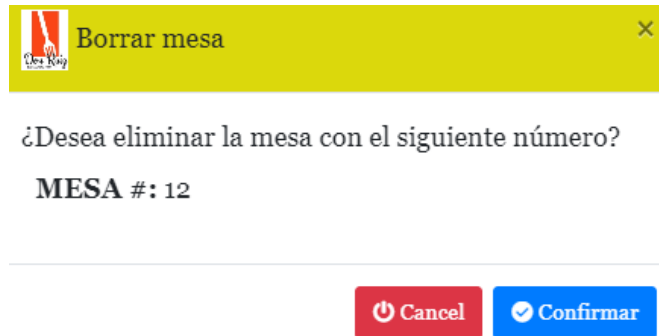 Borrar mesa
×
¿Desea eliminar la mesa con el siguiente número?
MESA #: 12
Cancel
Confirmar